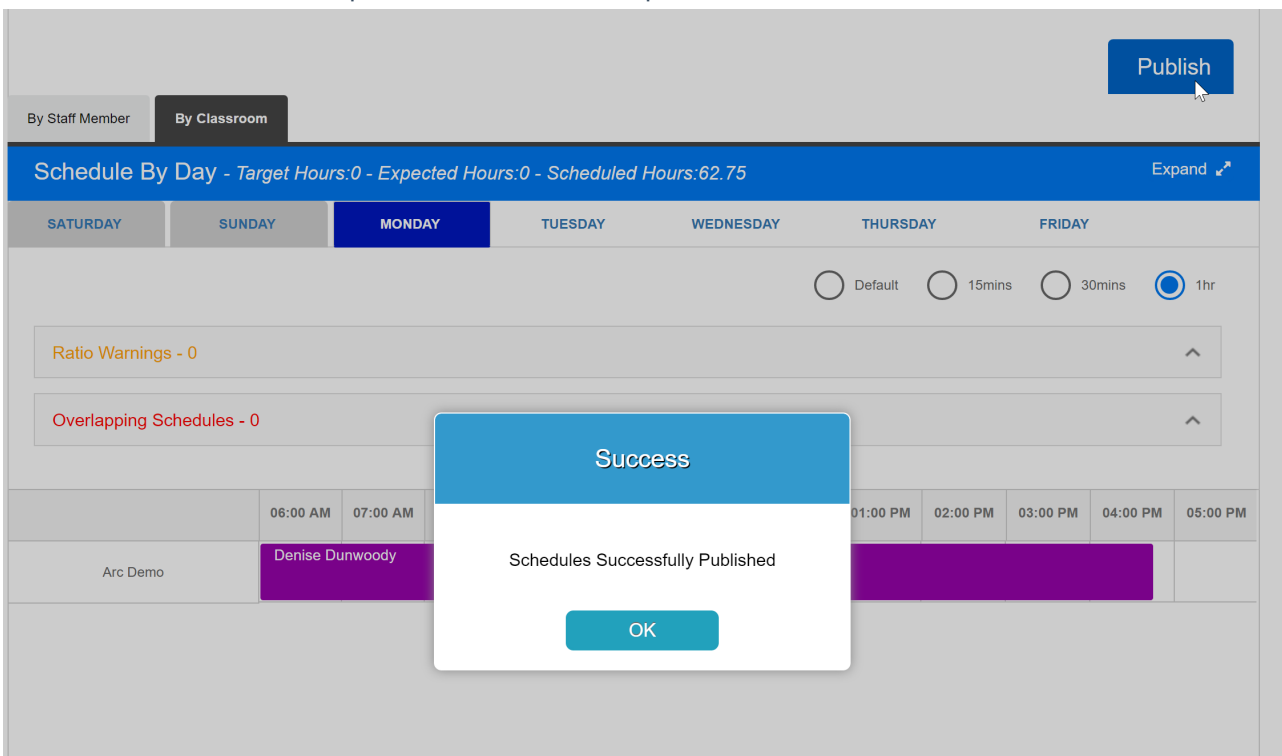 Publish
By Staff Member By Classroom
Schedule By Day - Target Hours:0 - Expected Hours:0 - Scheduled Hours:62.75 Expand
SATURDAY SUNDAY MONDAY TUESDAY WEDNESDAY THURSDAY FRIDAY
Default 15mins 30mins 1hr
Ratio Warnings - 0
Overlapping Schedules - 0
Success
06:00 AM 07:00 AM 01:00 PM 02:00 PM 03:00 PM 04:00 PM 05:00 PM
Denise Dunwoody
Schedules Successfully Published
Arc Demo
OK